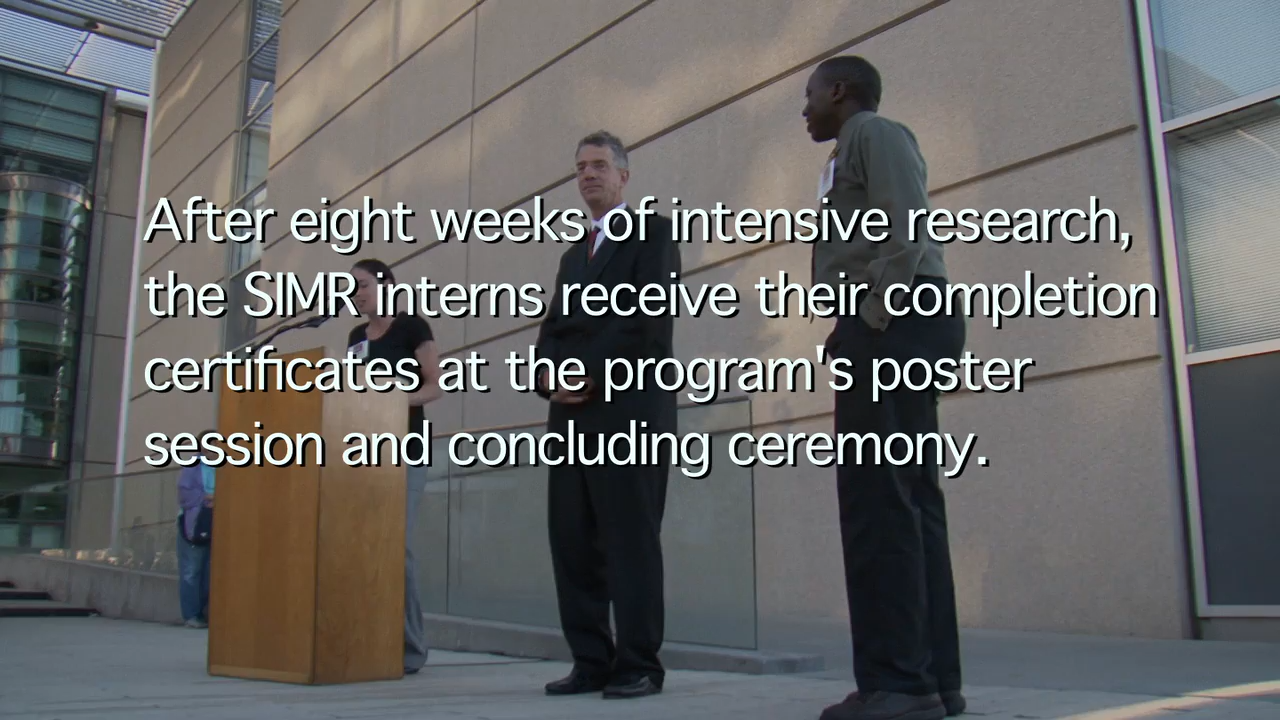 After eight weeks of intensive research,
the SIMR interns receive their completion
certificates at the program's poster
session and concluding ceremony.